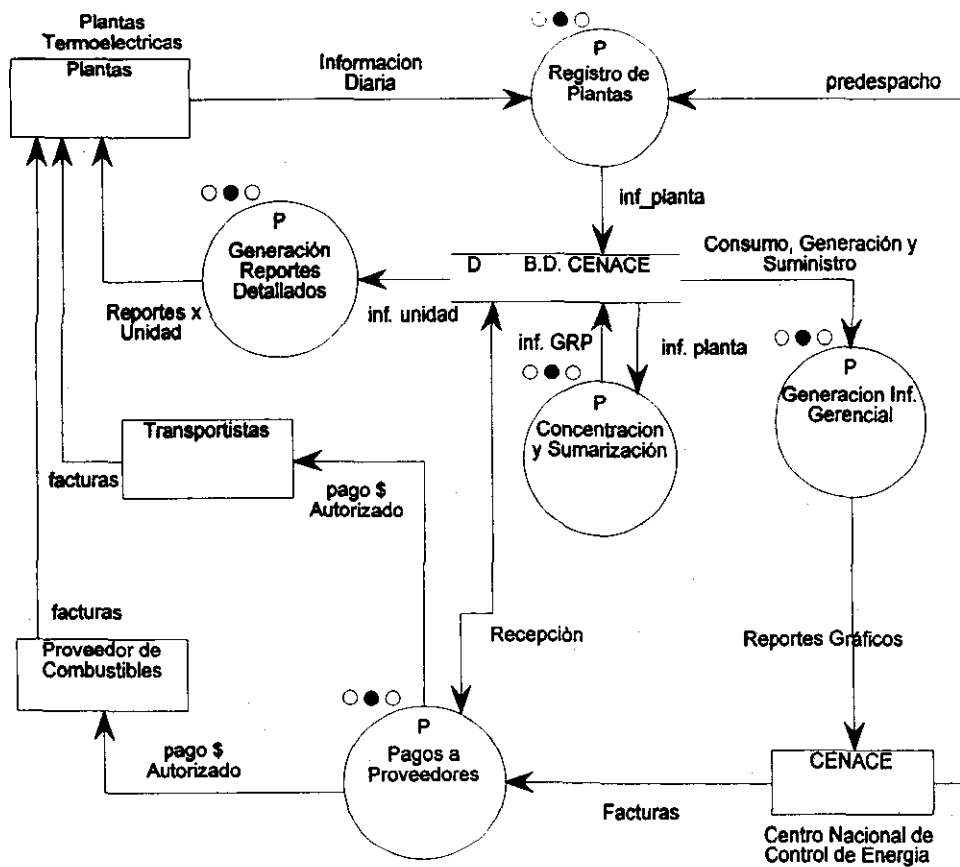 Plantas
Termoelectricas
Plantas
Informacion
Diaria
P
Registro de
Plantas
predespacho
inf_planta
P
Generación
Reportes
Detallados
Reportes x
Unidad
inf. unidad
D B.D. CENACE
Consumo, Generación y
Suministro
inf. GRP
inf. planta
P
Concentracion
y Sumarización
P
Generacion Inf.
Gerencial
Transportistas
facturas
pago $
Autorizado
facturas
Proveedor de
Combustibles
Recepción
Reportes Gráficos
pago $
Autorizado
P
Pagos a
Proveedores
Facturas
CENACE
Centro Nacional de
Control de Energia